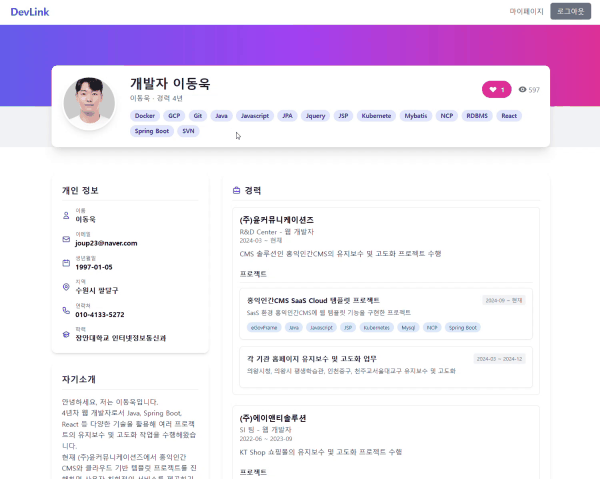 DevLink
마이페이지
로그아웃
개발자 이동욱
이동욱 · 경력 4년
1
597
Docker GCP Git Java Javascript JPA Jquery JSP Kubernete Mybatis NCP RDBMS React
Spring Boot SVN
개인 정보
이름
이동욱
이메일
joup23@naver.com
생년월일
1997-01-05
지역
수원시 팔달구
연락처
010-4133-5272
학력
장안대학교 인터넷정보통신과
자기소개
안녕하세요, 저는 이동욱입니다.
4년차 웹 개발자로서 Java, Spring Boot,
React 등 다양한 기술을 활용해 여러 프로젝
트의 유지보수 및 고도화 작업을 수행해왔습
니다.
현재 (주)윤커뮤니케이션즈에서 홍익인간
CMS와 클라우드 기반 템플릿 프로젝트를 진
경력
(주)윤커뮤니케이션즈
R&D Center - 웹 개발자
2024-03 ~ 현재
CMS 솔루션인 홍익인간CMS의 유지보수 및 고도화 프로젝트 수행
프로젝트
홍익인간CMS SaaS Cloud 템플릿 프로젝트
2024-09 ~ 현재
SaaS 환경 홍익인간CMS에 웹 템플릿 기능을 구현한 프로젝트
eGovFrame Java Javascript JSP Kubernetes Mysql NCP Spring Boot
각 기관 홈페이지 유지보수 및 고도화 업무
2024-03 ~ 2024-12
의왕시청, 의왕시 평생학습관, 인천중구, 천주교서울대교구 유지보수 및 고도화
(주)에이앤티솔루션
SI 팀 - 웹 개발자
2022-06 ~ 2023-09
KT Shop 쇼핑몰의 유지보수 및 고도화 프로젝트 수행
프로젝트